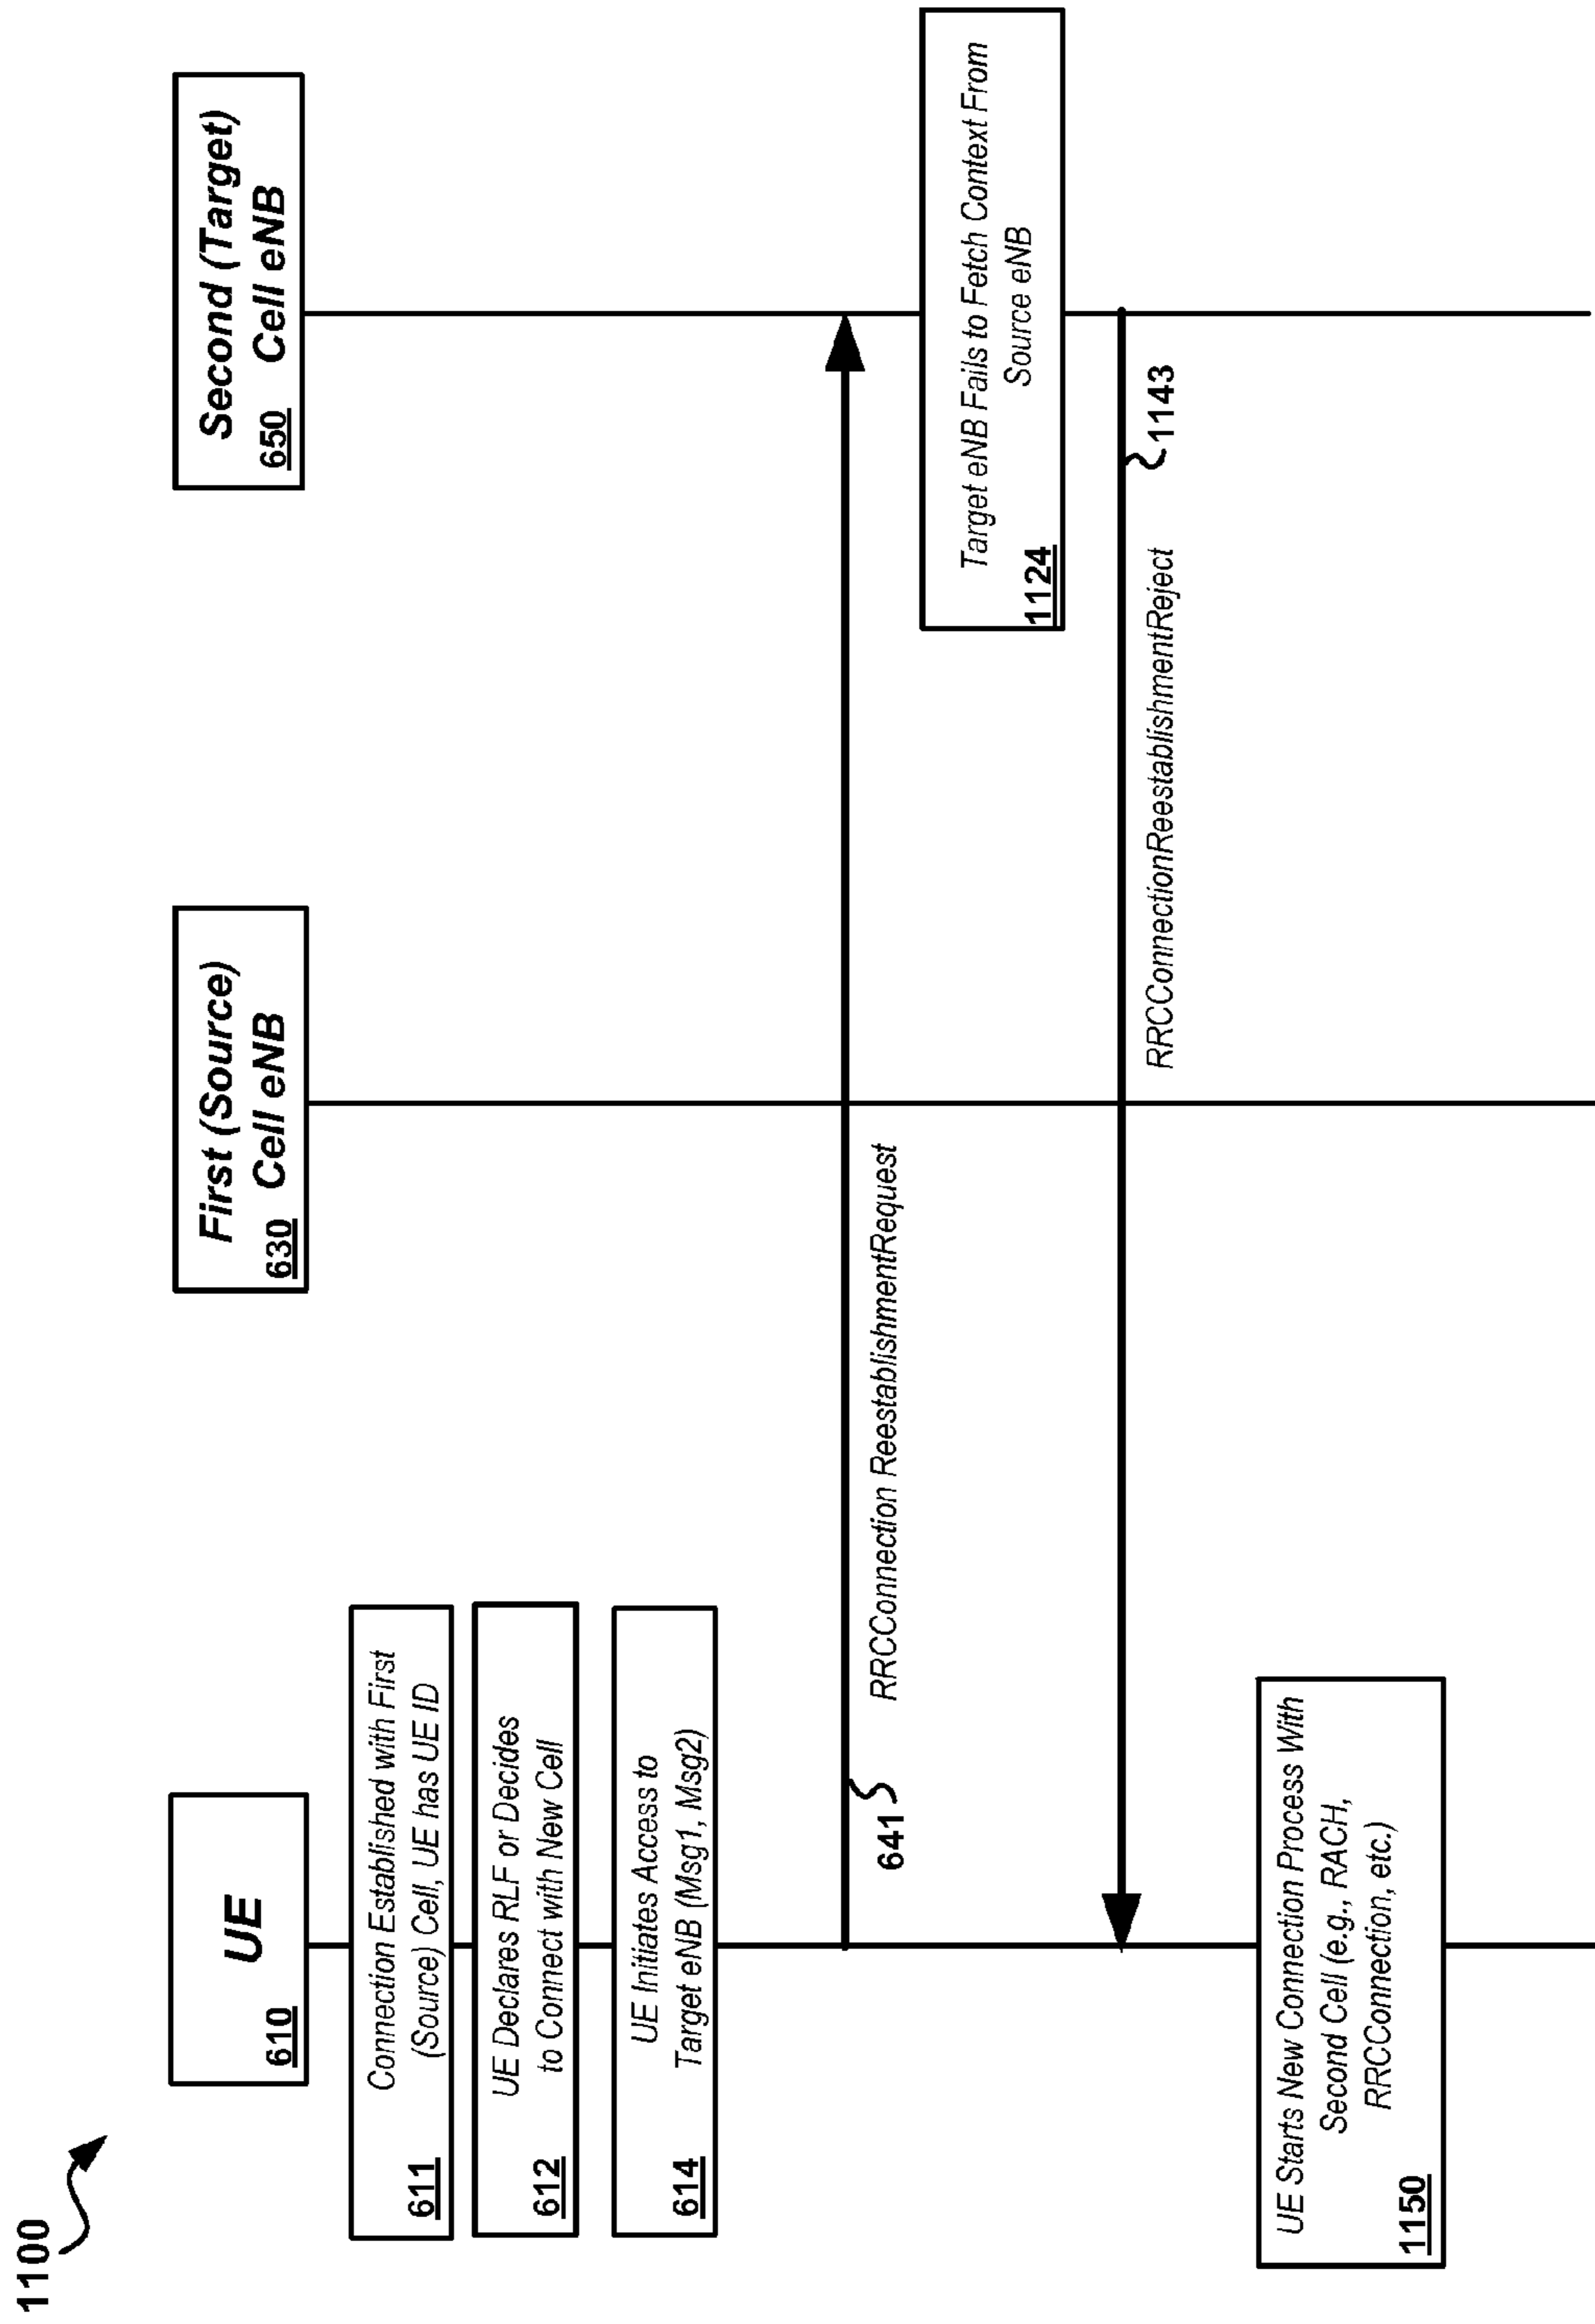 1100
UE
610
First (Source)
630 Cell eNB
Second (Target)
650 Cell eNB
Connection Established with First
(Source) Cell, UE has UE ID
611
UE Declares RLF or Decides
to Connect with New Cell
612
UE Initiates Access to
Target eNB (Msg1, Msg2)
614
641
RRCConnection ReestablishmentRequest
Target eNB Fails to Fetch Context From
Source eNB
1124
RRCConnectionReestablishmentReject
1143
UE Starts New Connection Process With
Second Cell (e.g., RACH,
RRCConnection, etc.)
1150